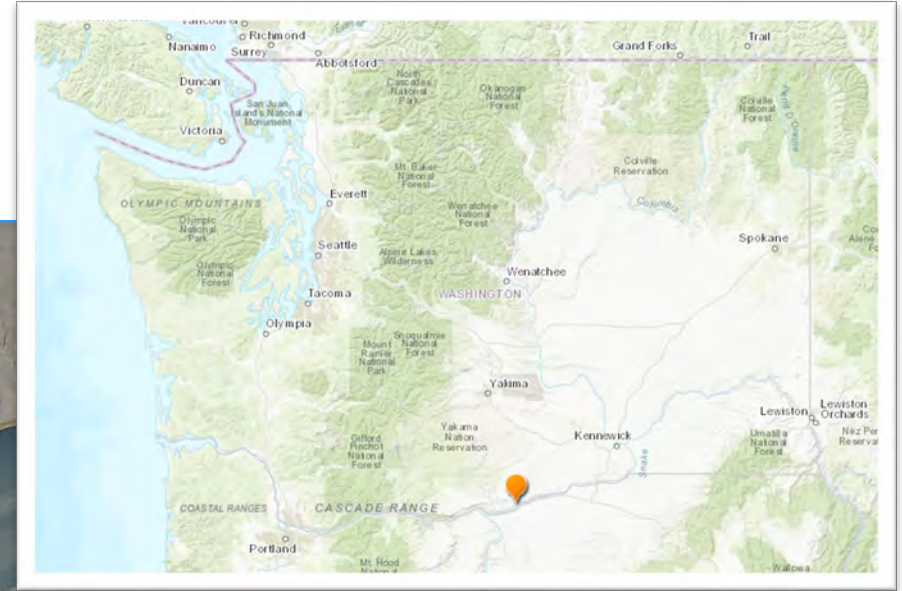 Richmond
Nanaimo
Surrey
Abbotsford
Grand Forks
Trail
Duncan
North
Cascades
National
Park
Okanogan
National
Forest
Colville
National
Forest
Pend Oreille
San Juan
Islands National
Monument
Victoria
Mt. Baker
National
Forest
Colville
Reservation
Columbia
OLYMPIC MOUNTAINS
Everett
Wenatchee
National
Forest
Olympic
National
Park
Spokane
Seattle
Alpine Lakes
Wilderness
Olympic
National
Forest
Wenatchee
Tacoma
WASHINGTON
Olympia
Mount
Rainier
National
Park
Snoqualmie
National
Forest
Yakima
Lewiston
Lewiston
Orchards
Yakama
Nation
Reservation
Kennewick
Snake
Umatilla
National
Forest
Nez Per
Reserva
Gifford
Pinchot
National
Forest
COASTAL RANGES
CASCADE RANGE
Portland
Mt. Hood
Wallowa